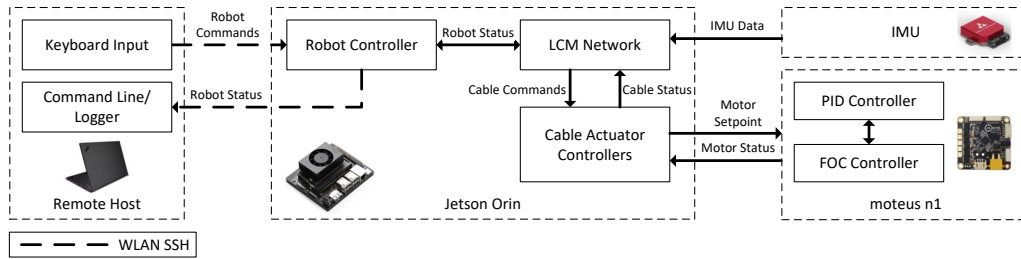 Keyboard Input
Robot
Commands
Robot Controller
Robot Status
LCM Network
IMU Data
IMU
Command Line/
Logger
Robot Status
Cable Commands
Cable Status
Cable Actuator
Controllers
Motor
Setpoint
Motor Status
PID Controller
FOC Controller
Remote Host
Jetson Orin
moteus n1
WLAN SSH